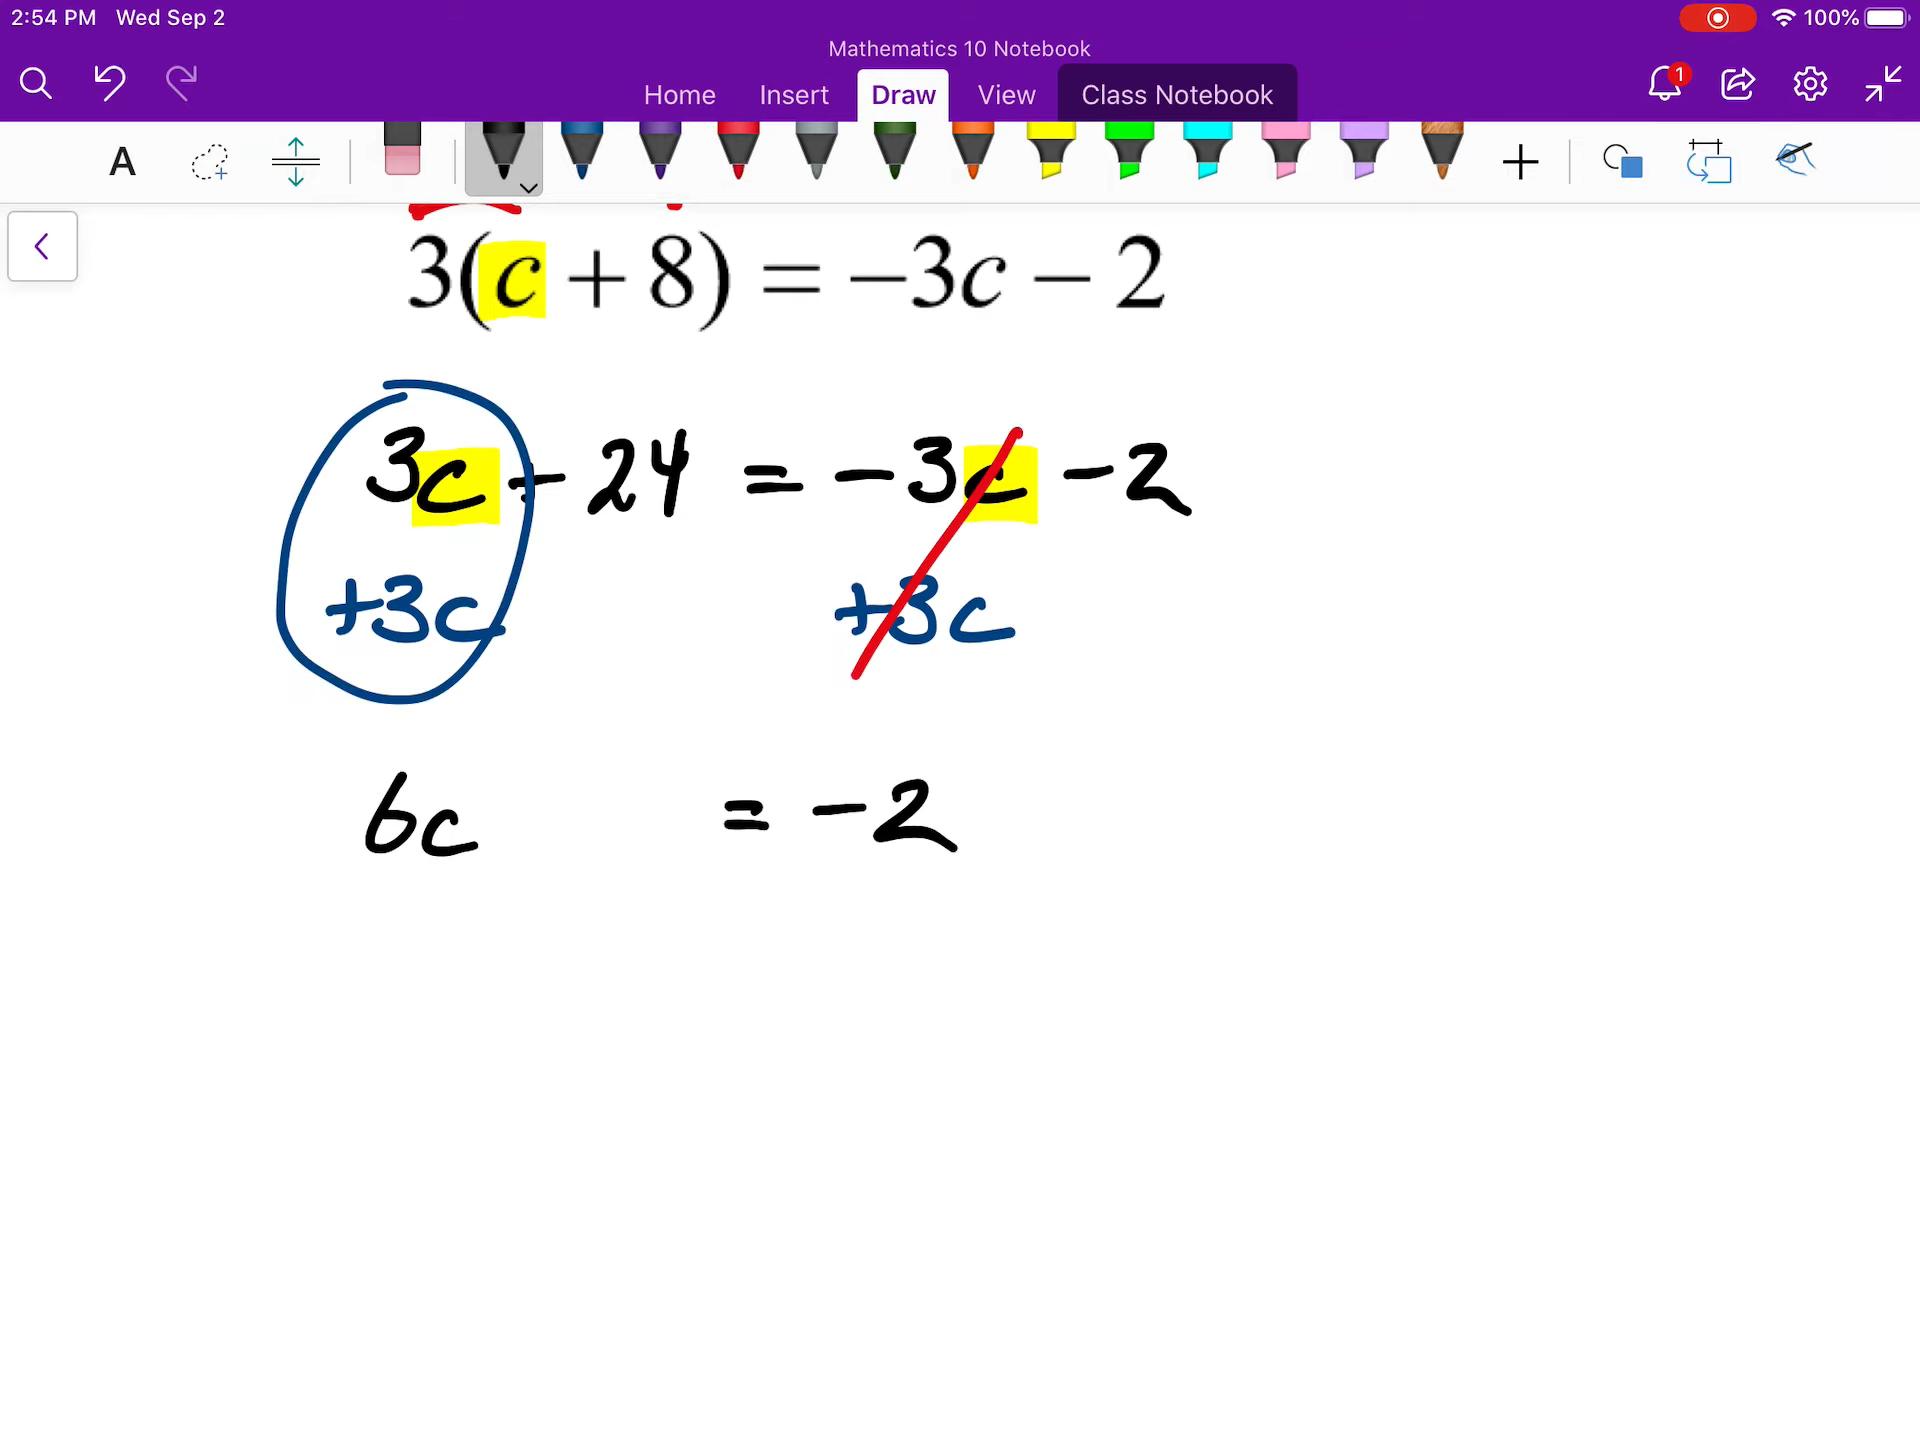 2:54 PM Wed Sep 2 100%
Mathematics 10 Notebook
1
Home Insert Draw View Class Notebook
A
3(c + 8) = −3c − 2
3c - 24 = -3c -2
+3c +3c
6c = -2